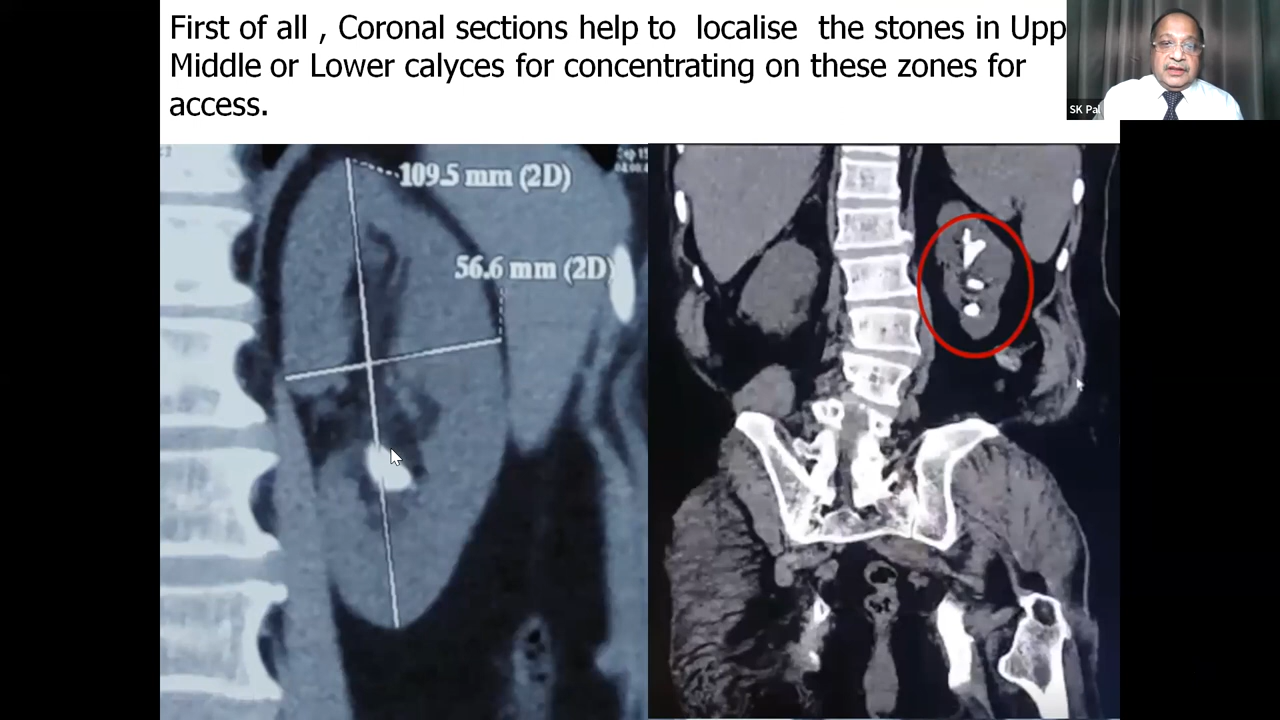 First of all , Coronal sections help to localise the stones in Upp
Middle or Lower calyces for concentrating on these zones for
access.
SK Pal
109.5 mm (2D)
56.6 mm (2D)